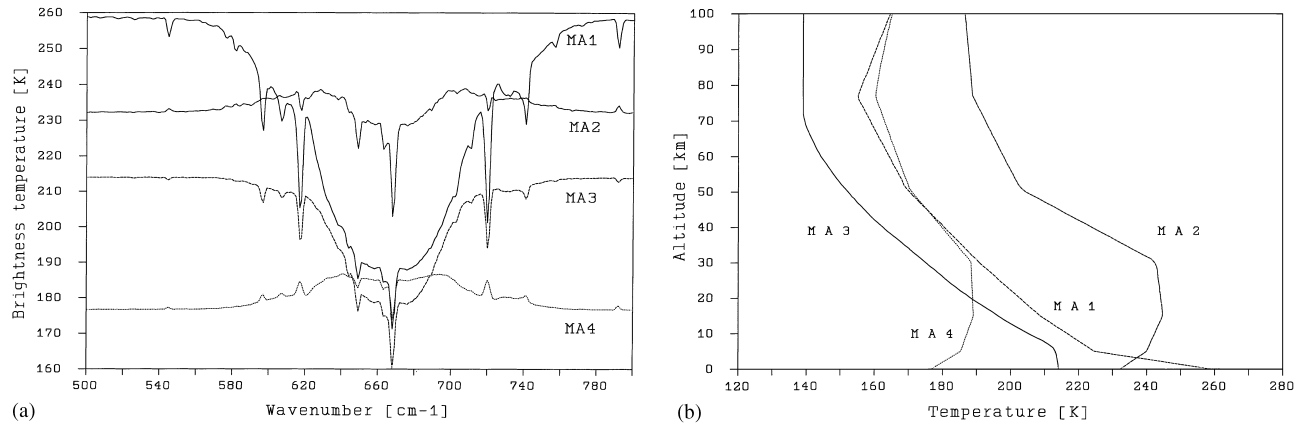 260
250
240
230
220
210
200
190
180
170
160
Brightness temperature [K]
MA1
MA2
MA3
MA4
500
540
580
620
660
700
740
780
Wavenumber [cm-1]
(a)
100
90
80
70
60
50
40
30
20
10
0
Altitude [km]
M A 3
M A 2
M A 1
M A 4
120
140
160
180
200
220
240
260
280
Temperature [K]
(b)